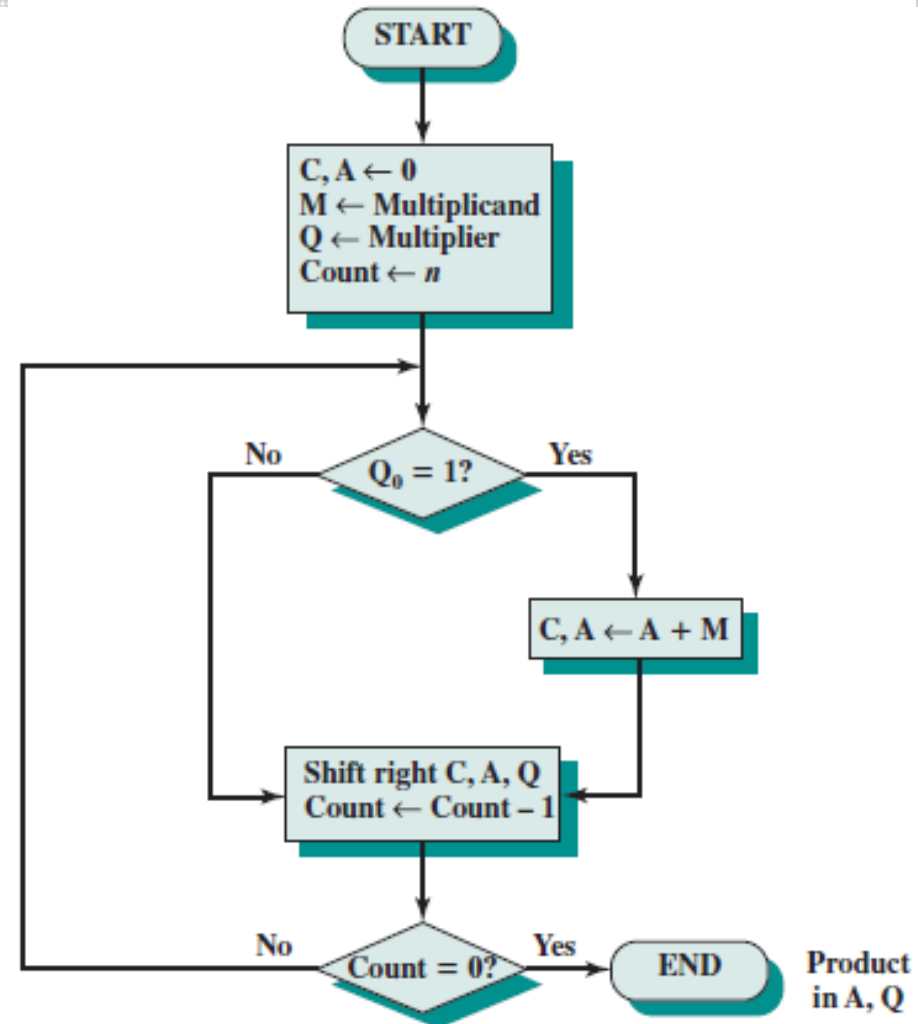 START
C, A ← 0
M ← Multiplicand
Q ← Multiplier
Count ← n
No
Yes
Q₀ = 1?
C, A ← A + M
Shift right C, A, Q
Count ← Count – 1
No
Yes
Count = 0?
END
Product
in A, Q